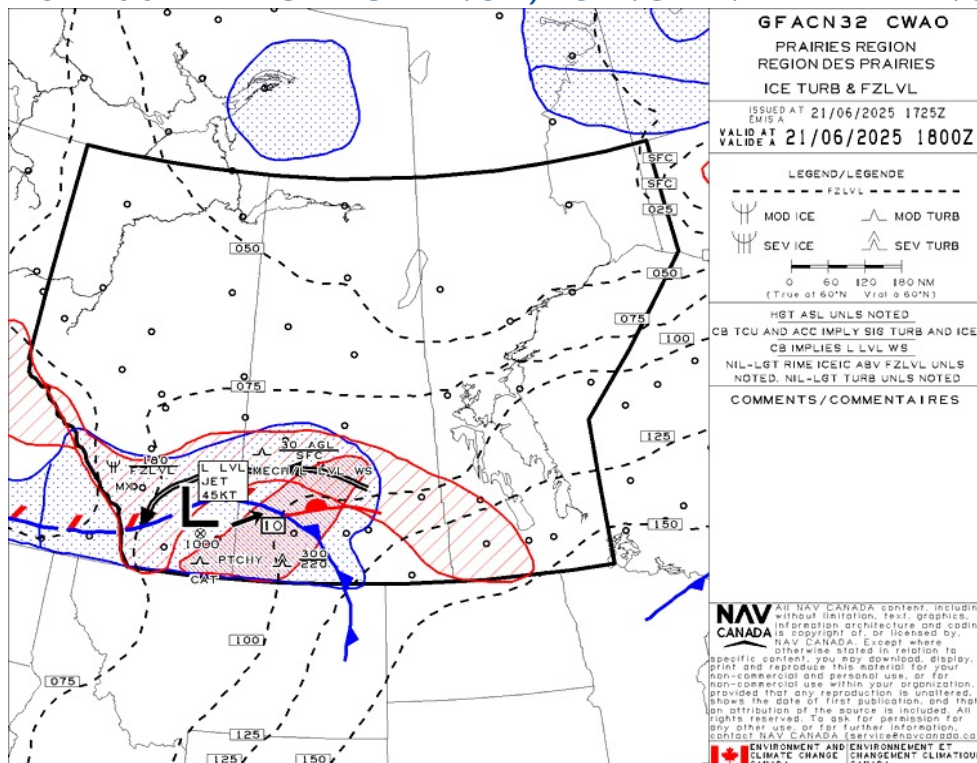 GFACN32 CWAO
PRAIRIES REGION
REGION DES PRAIRIES
ICE TURB & FZLVL
ISSUED AT 21/06/2025 1725Z
EMIS A
VALID AT 21/06/2025 1800Z
VALIDE A
LEGEND/LÉGENDE
FZLVL
MOD ICE MOD TURB
SEV ICE SEV TURB
0 60 120 180 NM
(True at 60°N Vrai à 60°N)
HGT ASL UNLS NOTED
CB TCU AND ACC IMPLY SIG TURB AND ICE
CB IMPLIES L LVL WS
NIL-LGT RIME ICEIC ABV FZLVL UNLS
NOTED. NIL-LGT TURB UNLS NOTED
COMMENTS/COMMENTAIRES
SFC
SFC
025
050
050
075
100
075
125
150
30 AGL
SFC
180
FZLVL
MXD
L LVL
JET
45KT
L LVL WS
L
1000
10
PTCHY
300
220
CAT
100
075
125
125
150
NAV
CANADA
All NAV CANADA content, including
without limitation, text, graphics,
information architecture and coding
is copyright of, or licensed by,
NAV CANADA. Except where
otherwise stated in relation to
specific content, you may download, display,
print and reproduce this material for your
non-commercial and personal use, or for
non-commercial use within your organization,
provided that any reproduction is unaltered,
shows the date of first publication, and that
an attribution of the source is included. All
rights reserved. To ask for permission for
any other use, or for further information,
contact NAV CANADA (service@navcanada.ca
ENVIRONMENT AND ENVIRONNEMENT ET
CLIMATE CHANGE CHANGEMENT CLIMATIQUE